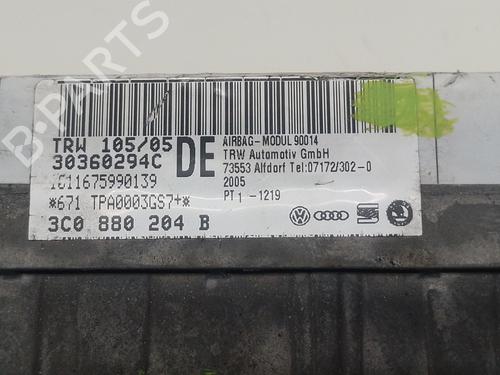 B-PARTS
TRW 105/05
30360294C
DE
1611675990139
*671 TPA0003GS7+*
3C0 880 204 B
AIRBAG-MODUL 90014
TRW Automotiv GmbH
73553 Alfdorf Tel:07172/302-0
2005
PT 1 -1219